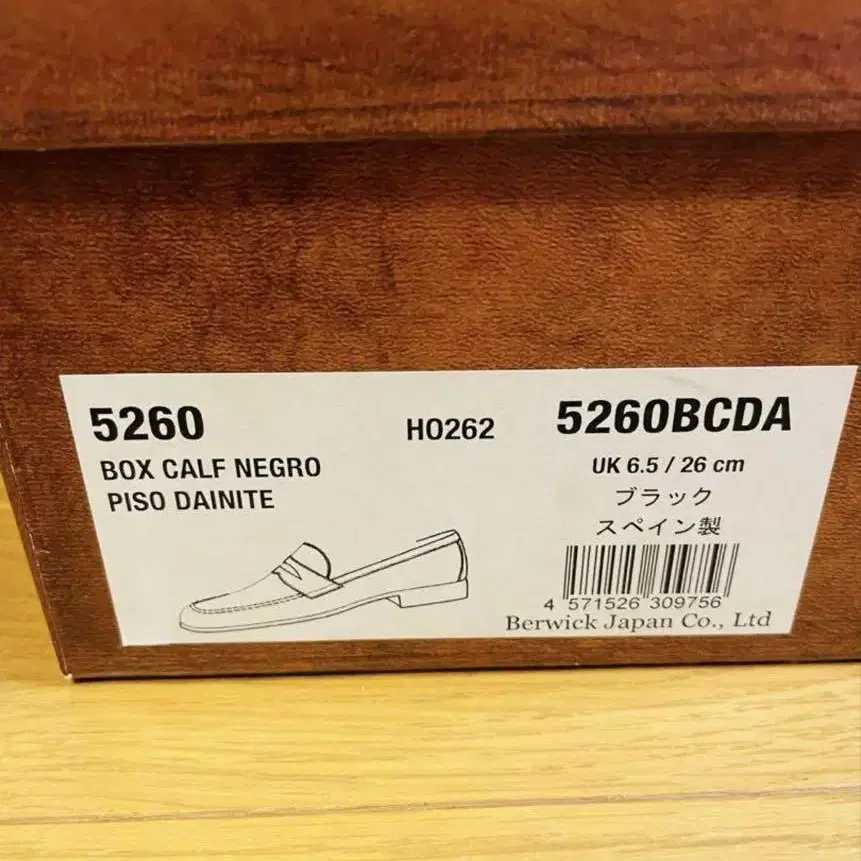 5260
BOX CALF NEGRO
PISO DAINITE
HO262
5260BCDA
UK 6.5 / 26 cm
ブラック
スペイン製
4 571526 309756
Berwick Japan Co., Ltd